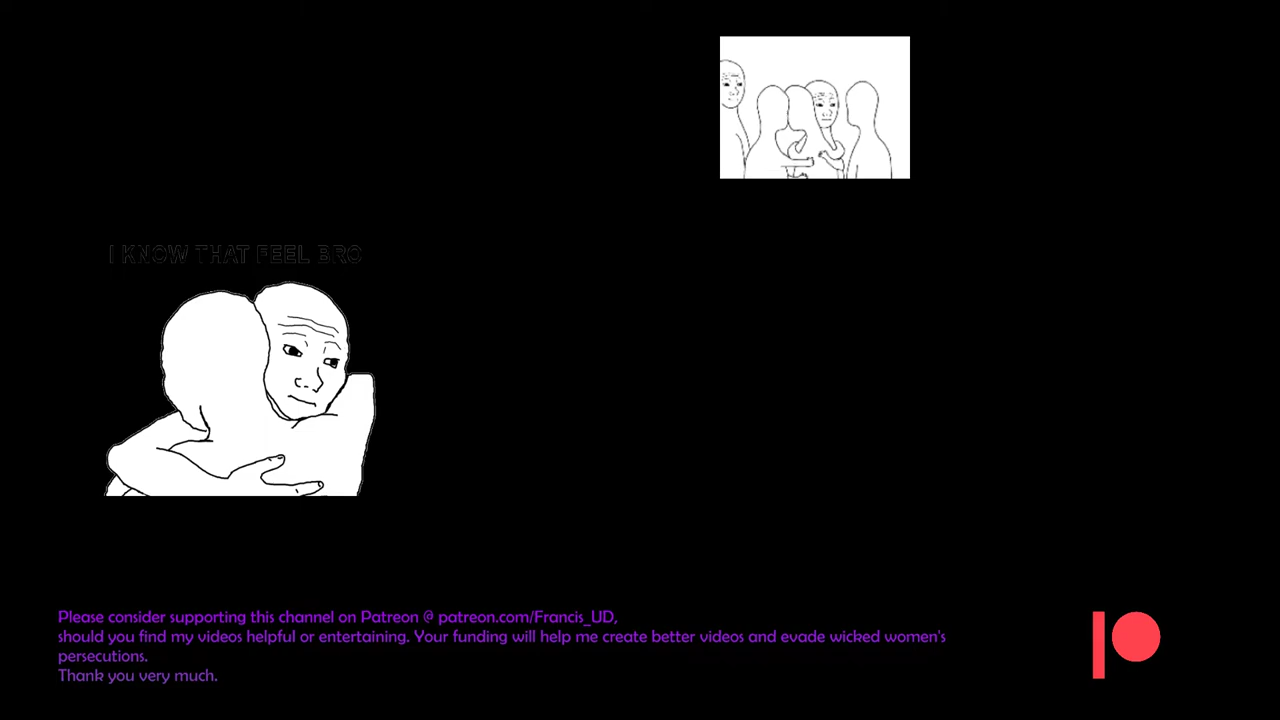 I KNOW THAT FEEL BRO
Please consider supporting this channel on Patreon @ patreon.com/Francis_UD,
should you find my videos helpful or entertaining. Your funding will help me create better videos and evade wicked women's
persecutions.
Thank you very much.